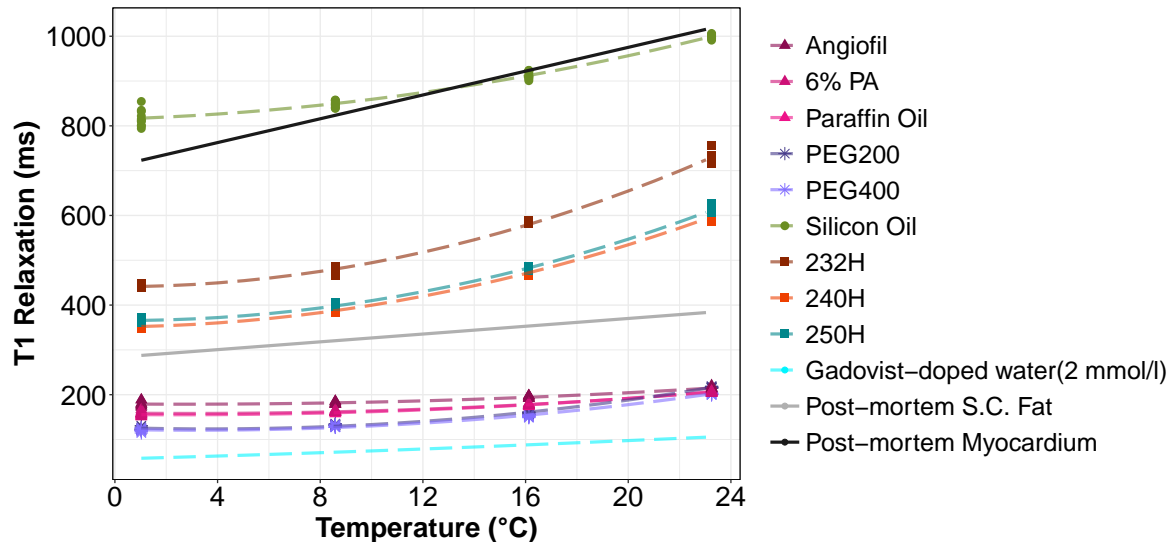 T1 Relaxation (ms)
1000
800
600
400
200
0
4
8
12
16
20
24
Temperature (°C)
Angiofil
6% PA
Paraffin Oil
PEG200
PEG400
Silicon Oil
232H
240H
250H
Gadovist−doped water(2 mmol/l)
Post−mortem S.C. Fat
Post−mortem Myocardium